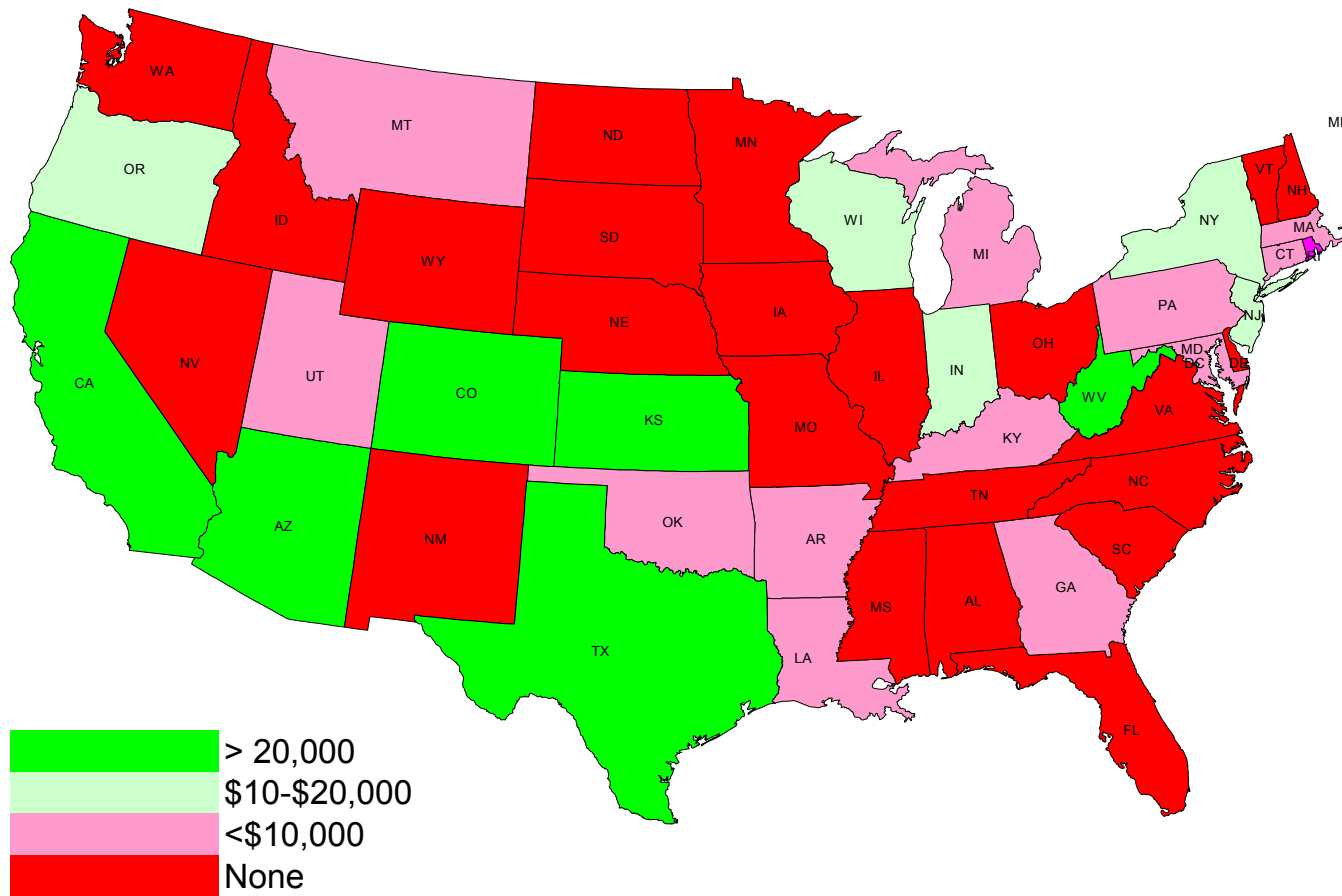 WA
MT
ND
MN
ME
OR
ID
WY
SD
WI
MI
NY
VT
NH
MA
CT
RI
NV
UT
CO
NE
IA
IL
IN
OH
PA
NJ
MD
DC
DE
CA
KS
MO
KY
WV
VA
AZ
NM
OK
AR
TN
NC
SC
TX
LA
MS
AL
GA
FL
> 20,000
$10-$20,000
<$10,000
None